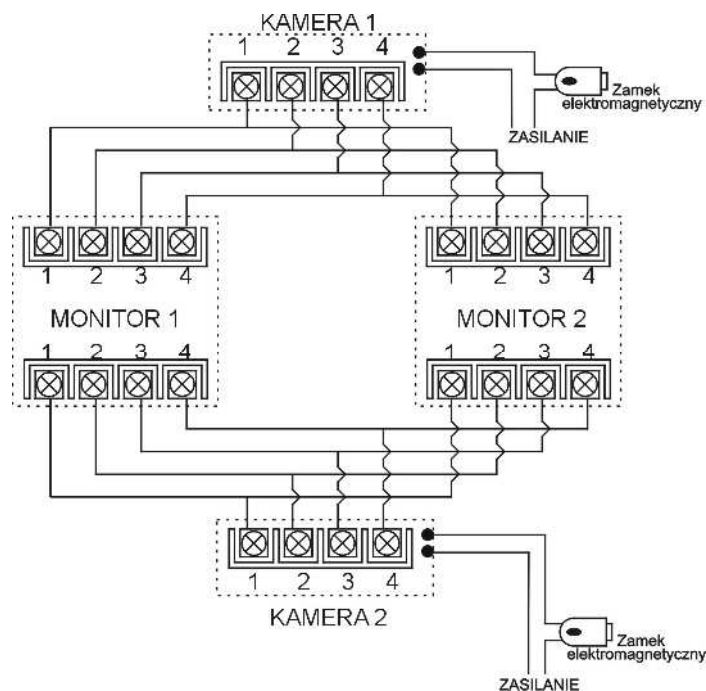 KAMERA 1
1 2 3 4
Zamek
elektromagnetyczny
ZASILANIE
1 2 3 4
1 2 3 4
MONITOR 1
MONITOR 2
1 2 3 4
1 2 3 4
1 2 3 4
KAMERA 2
Zamek
elektromagnetyczny
ZASILANIE